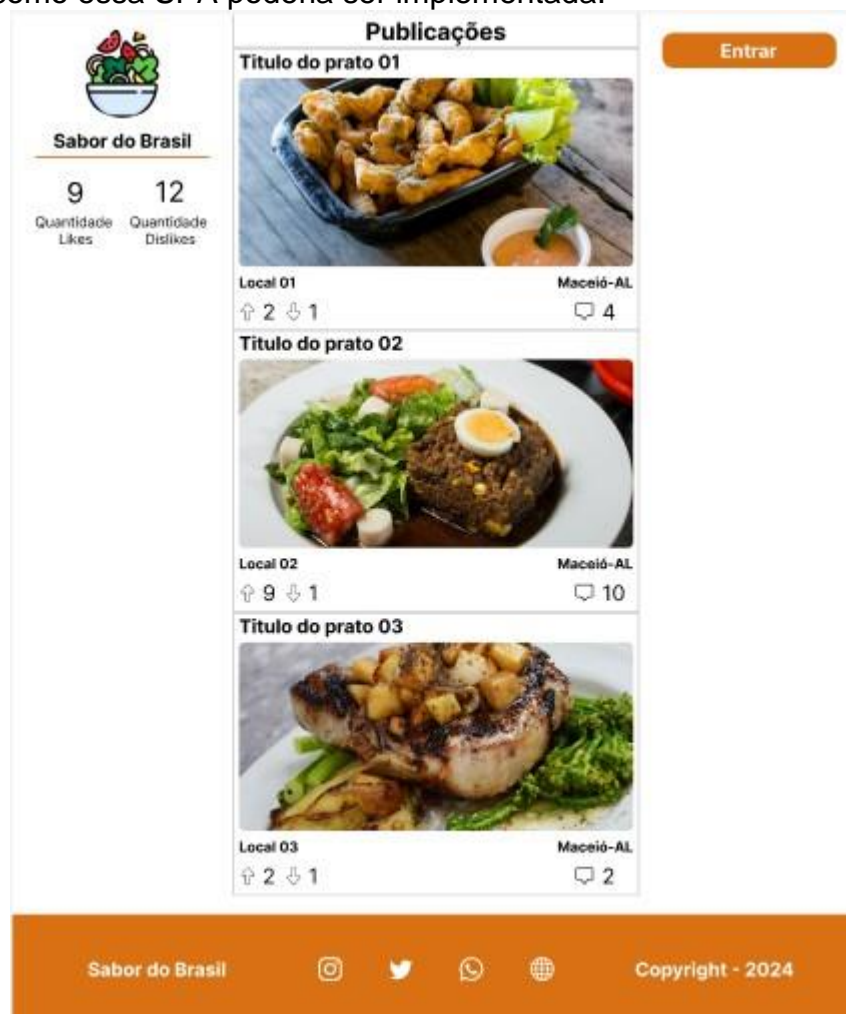 como essa SPA poderia ser implementada.
Publicações
Titulo do prato 01
Entrar
Sabor do Brasil
9
12
Quantidade
Likes
Quantidade
Dislikes
Local 01
Maceió-AL
2
1
4
Titulo do prato 02
Local 02
Maceió-AL
9
1
10
Titulo do prato 03
Local 03
Maceió-AL
2
1
2
Sabor do Brasil
Copyright - 2024